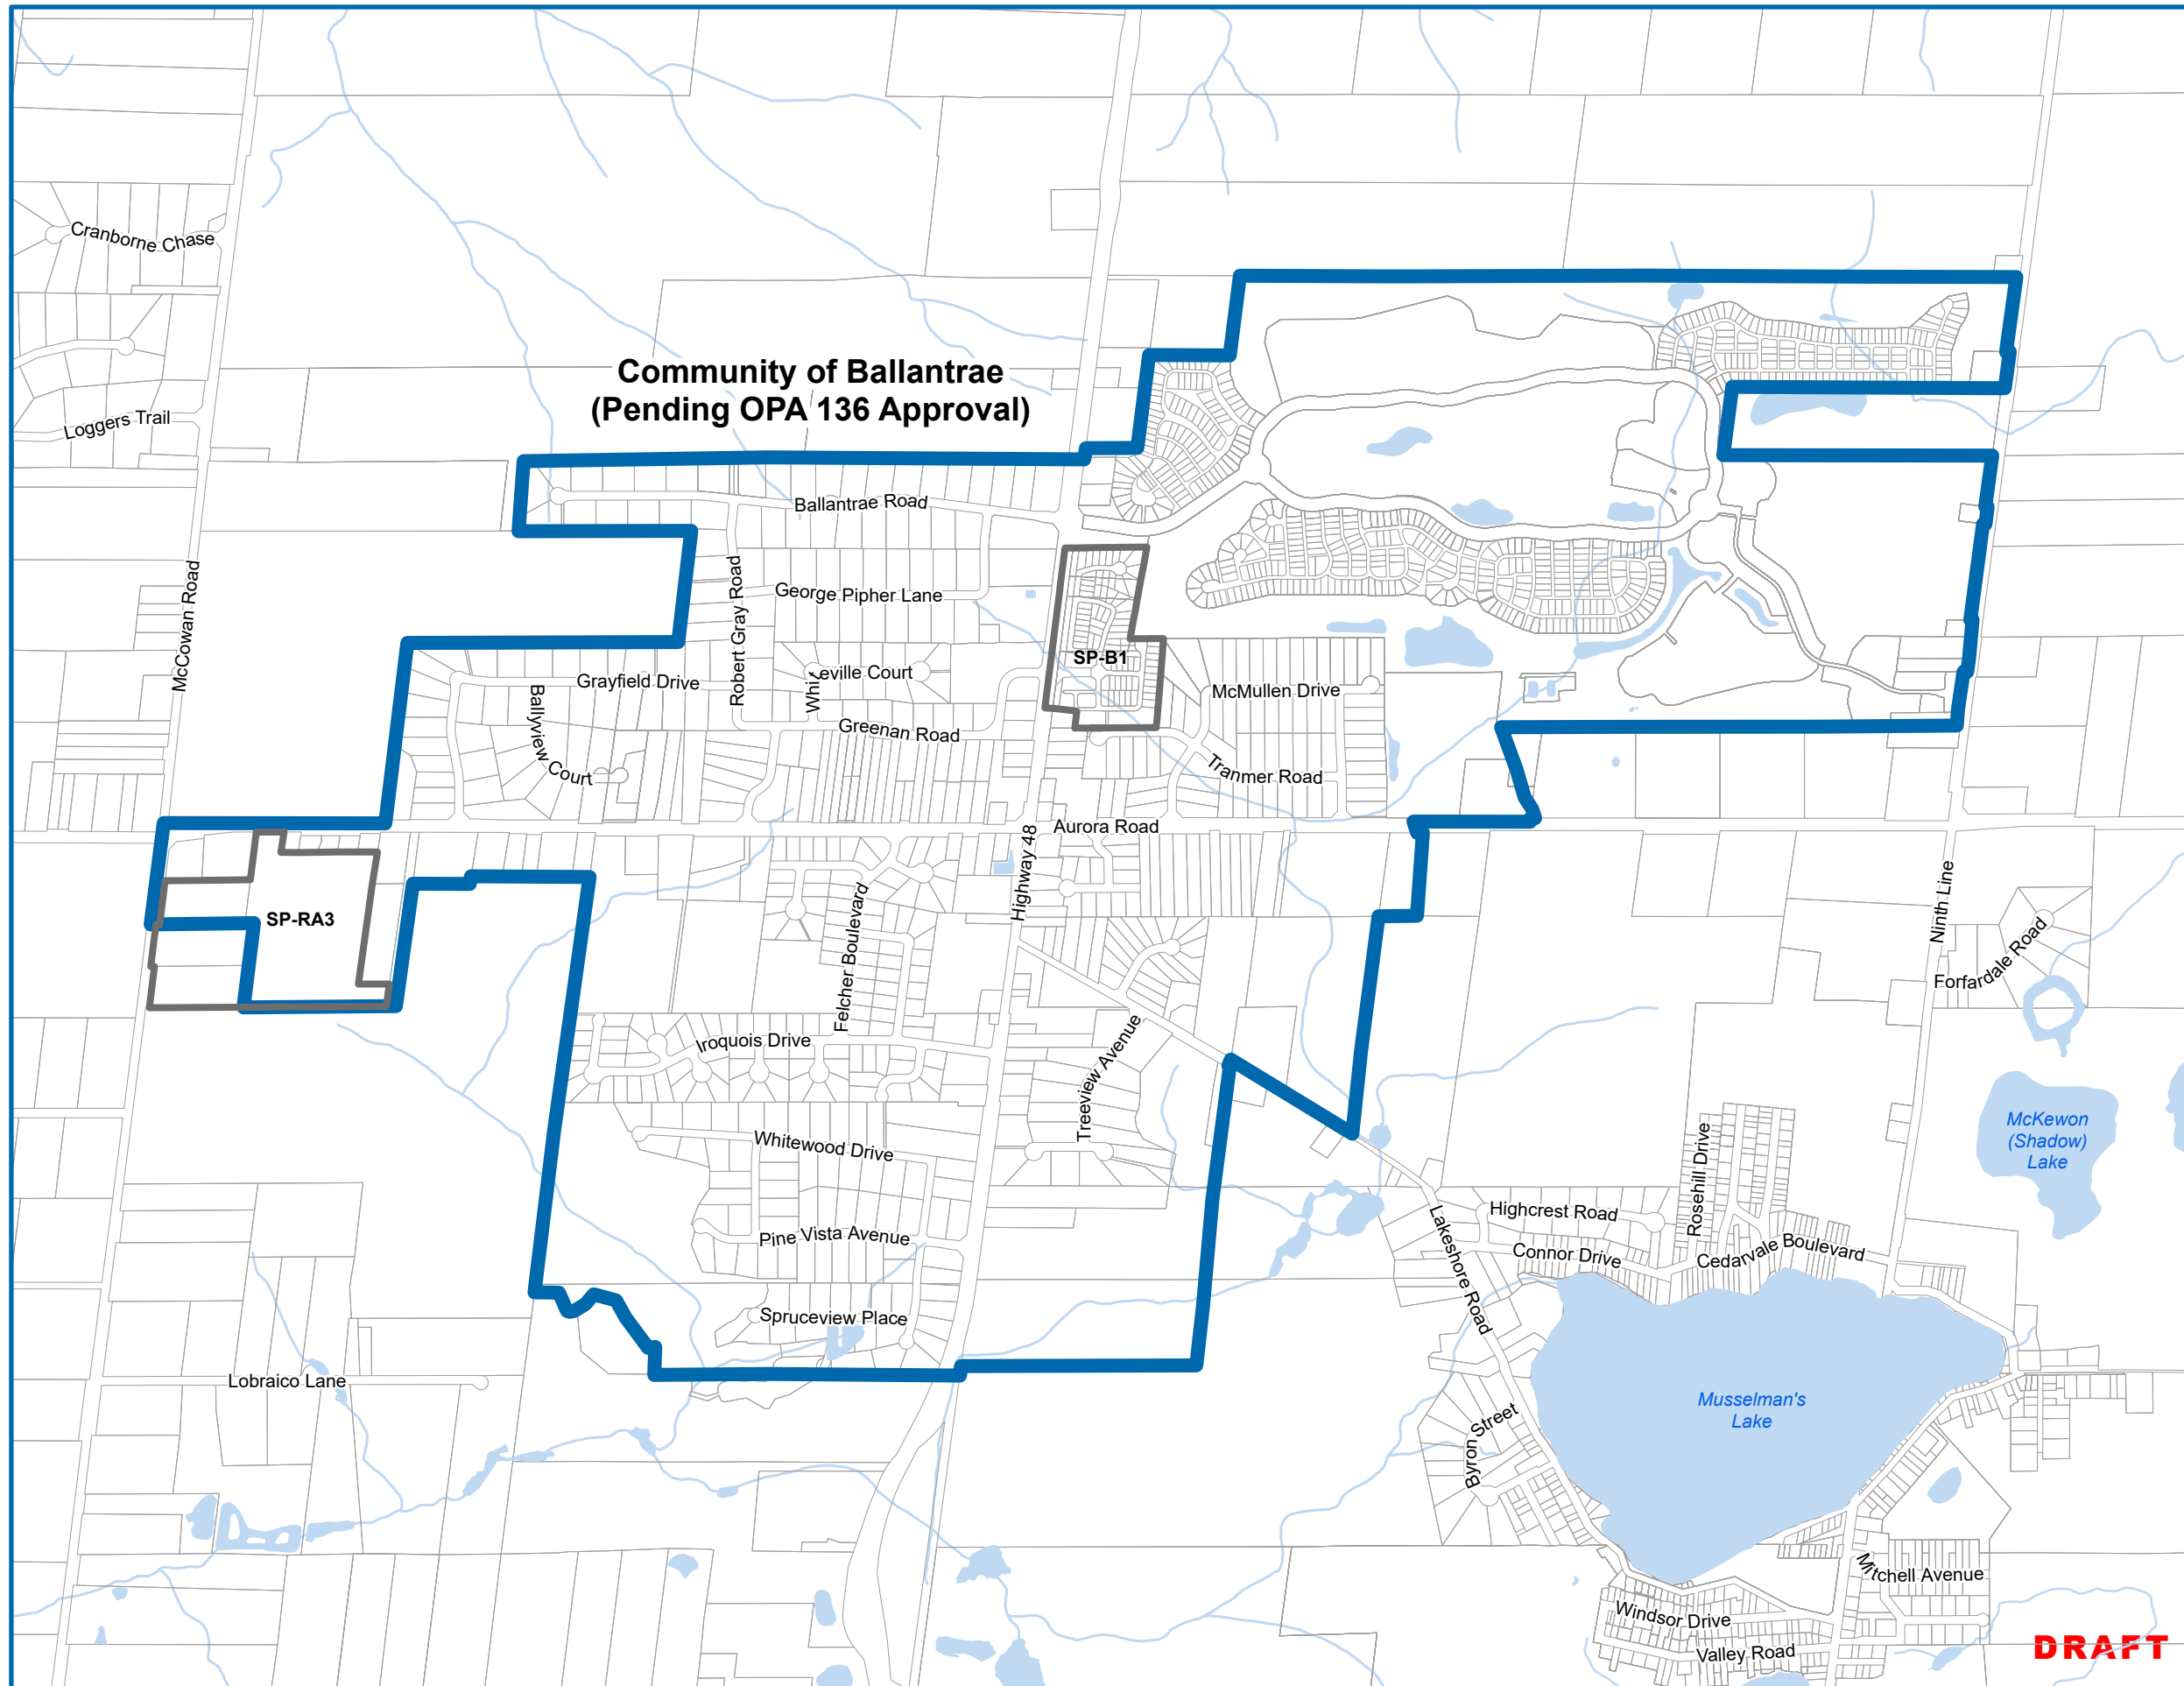 Cranborne Chase
Community of Ballantrae
(Pending OPA 136 Approval)
Loggers Trail
Ballantrae Road
McCowan Road
Robert Gray Road
George Pipher Lane
SP-B1
Grayfield Drive
eville Court
McMullen Drive
Ballyview Court
Greenan Road
Tranmer Road
Aurora Road
Highway 48
Ninth Line
SP-RA3
Felcher Boulevard
Forfardale Road
Iroquois Drive
Treeview Avenue
McKewon
(Shadow)
Lake
Whitewood Drive
Rosehill Drive
Highcrest Road
Pine Vista Avenue
Lakeshore Road
Connor Drive
Cedarvale Boulevard
Spruceview Place
Lobraico Lane
Musselman's
Lake
Byron Street
Mitchell Avenue
Windsor Drive
Valley Road
DRAFT